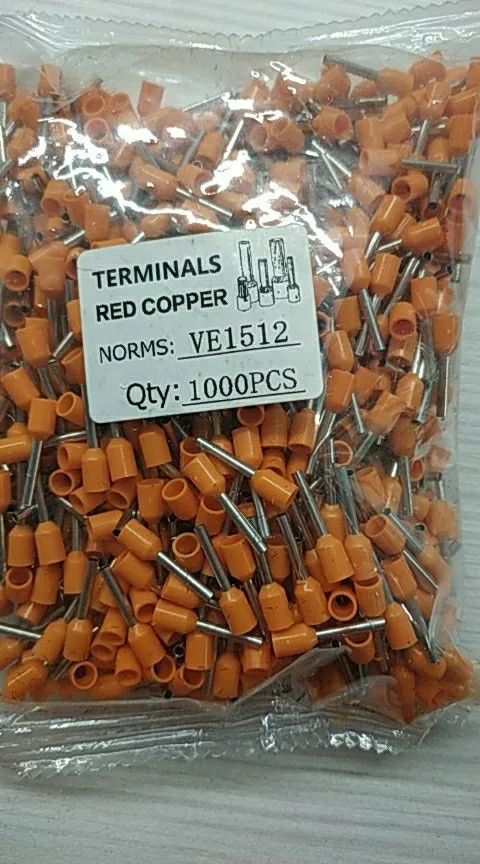 TERMINALS
RED COPPER
NORMS: VE1512
Qty: 1000PCS